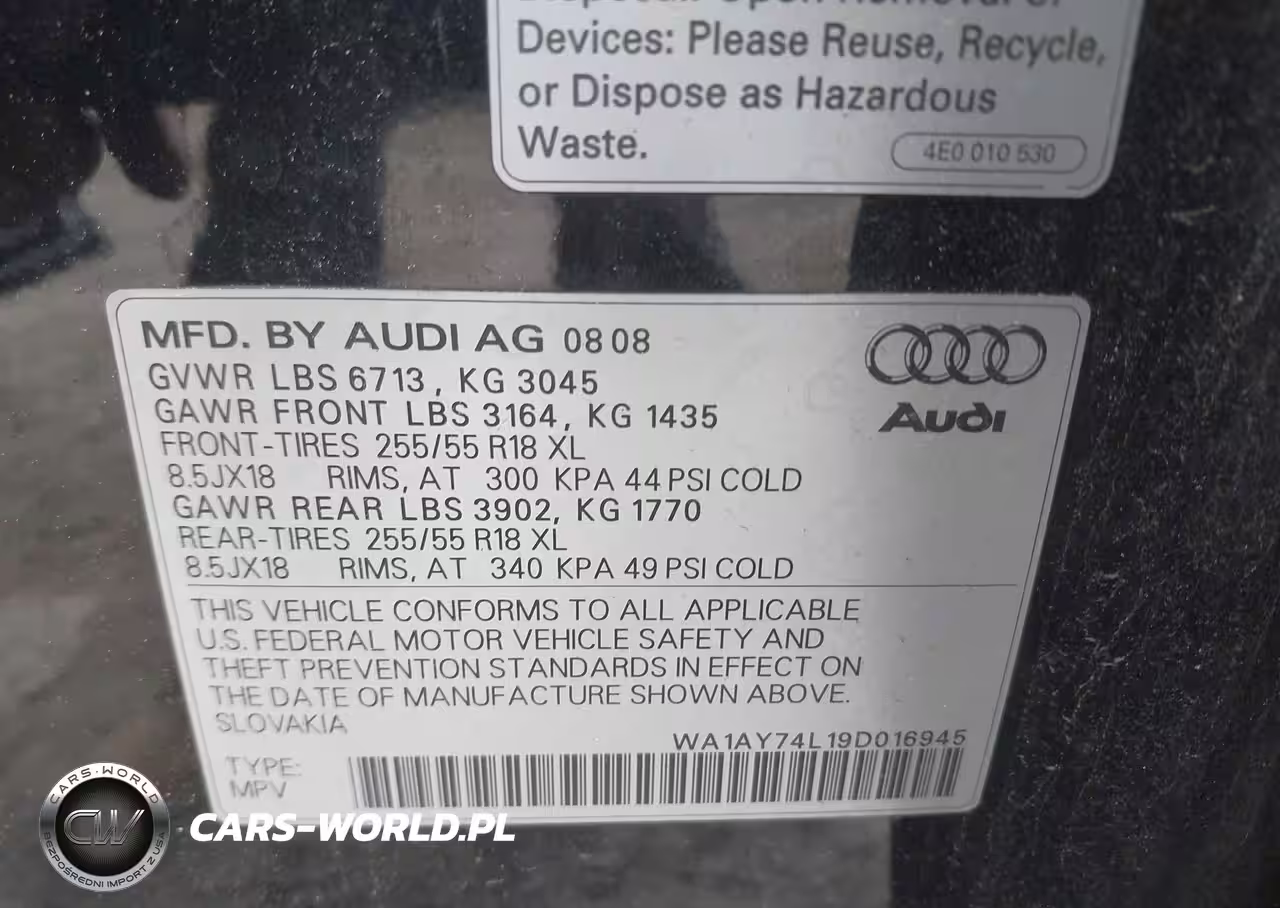 Devices: Please Reuse, Recycle,
or Dispose as Hazardous
Waste.
4E0 010 530
MFD. BY AUDI AG 08 08
GVWR LBS 6713, KG 3045
GAWR FRONT LBS 3164, KG 1435
FRONT-TIRES 255/55 R18 XL
8.5JX18 RIMS, AT 300 KPA 44 PSI COLD
GAWR REAR LBS 3902, KG 1770
REAR-TIRES 255/55 R18 XL
8.5JX18 RIMS, AT 340 KPA 49 PSI COLD
Audi
THIS VEHICLE CONFORMS TO ALL APPLICABLE
U.S. FEDERAL MOTOR VEHICLE SAFETY AND
THEFT PREVENTION STANDARDS IN EFFECT ON
THE DATE OF MANUFACTURE SHOWN ABOVE.
SLOVAKIA
WA1AY74L19D016945
TYPE:
MPV
CARS-WORLD
CW
BEZPOŚREDNI IMPORT Z USA
CARS-WORLD.PL